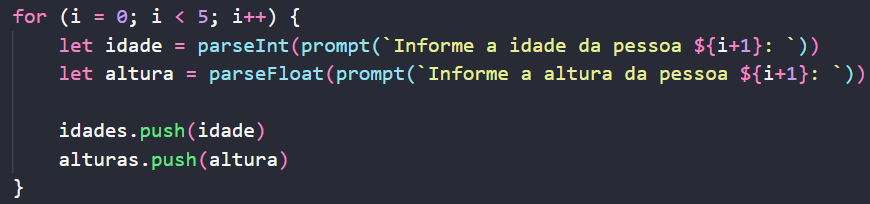 for (i = 0; i < 5; i++) {
    let idade = parseInt(prompt(`Informe a idade da pessoa ${i+1}: `))
    let altura = parseFloat(prompt(`Informe a altura da pessoa ${i+1}: `))

    idades.push(idade)
    alturas.push(altura)
}